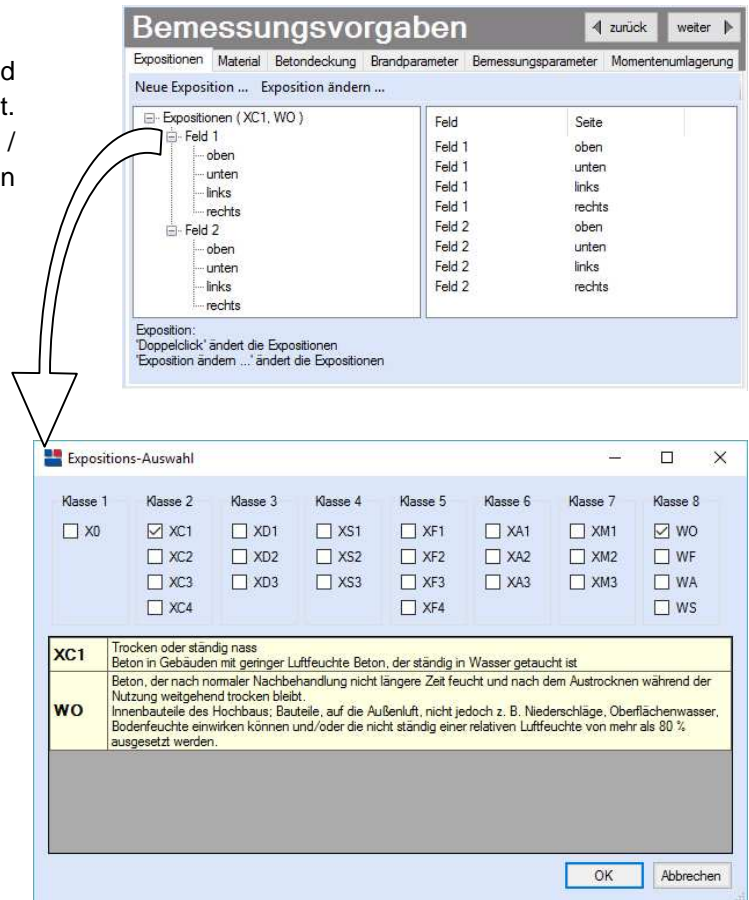 d
t.
/
n
Bemessungsvorgaben
zurück weiter
Expositionen Material Betondeckung Brandparameter Bemessungsparameter Momentenumlagerung
Neue Exposition ... Exposition ändern ...
Expositionen ( XC1, WO )
Feld 1
oben
unten
links
rechts
Feld 2
oben
unten
links
rechts
Feld Seite
Feld 1 oben
Feld 1 unten
Feld 1 links
Feld 1 rechts
Feld 2 oben
Feld 2 unten
Feld 2 links
Feld 2 rechts
Exposition:
'Doppelclick' ändert die Expositionen
'Exposition ändern ...' ändert die Expositionen
Expositions-Auswahl
Klasse 1 Klasse 2 Klasse 3 Klasse 4 Klasse 5 Klasse 6 Klasse 7 Klasse 8
X0 XC1 XD1 XS1 XF1 XA1 XM1 WO
XC2 XD2 XS2 XF2 XA2 XM2 WF
XC3 XD3 XS3 XF3 XA3 XM3 WA
XC4 XF4 WS
XC1
Trocken oder ständig nass
Beton in Gebäuden mit geringer Luftfeuchte Beton, der ständig in Wasser getaucht ist
WO
Beton, der nach normaler Nachbehandlung nicht längere Zeit feucht und nach dem Austrocknen während der
Nutzung weitgehend trocken bleibt.
Innenbauteile des Hochbaus; Bauteile, auf die Außenluft, nicht jedoch z. B. Niederschläge, Oberflächenwasser,
Bodenfeuchte einwirken können und/oder die nicht ständig einer relativen Luftfeuchte von mehr als 80 %
ausgesetzt werden.
OK Abbrechen